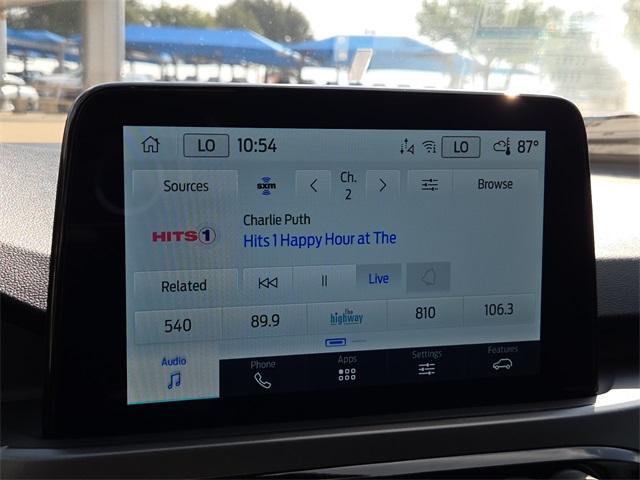 LO 10:54 LO 87°
Sources sxm Ch. 2 Browse
HITS 1
Charlie Puth
Hits 1 Happy Hour at The
Related Live
540 89.9 the highway 810 106.3
Audio Phone Apps Settings Features